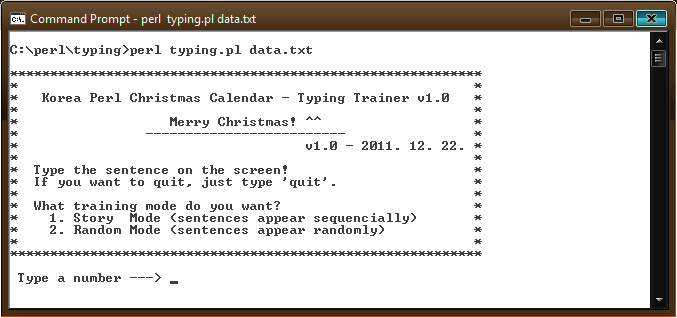 Command Prompt - perl  typing.pl data.txt
C:\perl\typing>perl typing.pl data.txt
***********************************************************
*                                                         *
*   Korea Perl Christmas Calendar - Typing Trainer v1.0   *
*                                                         *
*                   Merry Christmas! ^^                   *
*                -------------------------                *
*                                    v1.0 - 2011. 12. 22. *
*                                                         *
*  Type the sentence on the screen!                       *
*  If you want to quit, just type 'quit'.                 *
*                                                         *
*  What training mode do you want?                        *
*    1. Story  Mode (sentences appear sequencially)       *
*    2. Random Mode (sentences appear randomly)           *
*                                                         *
***********************************************************
Type a number ---> _